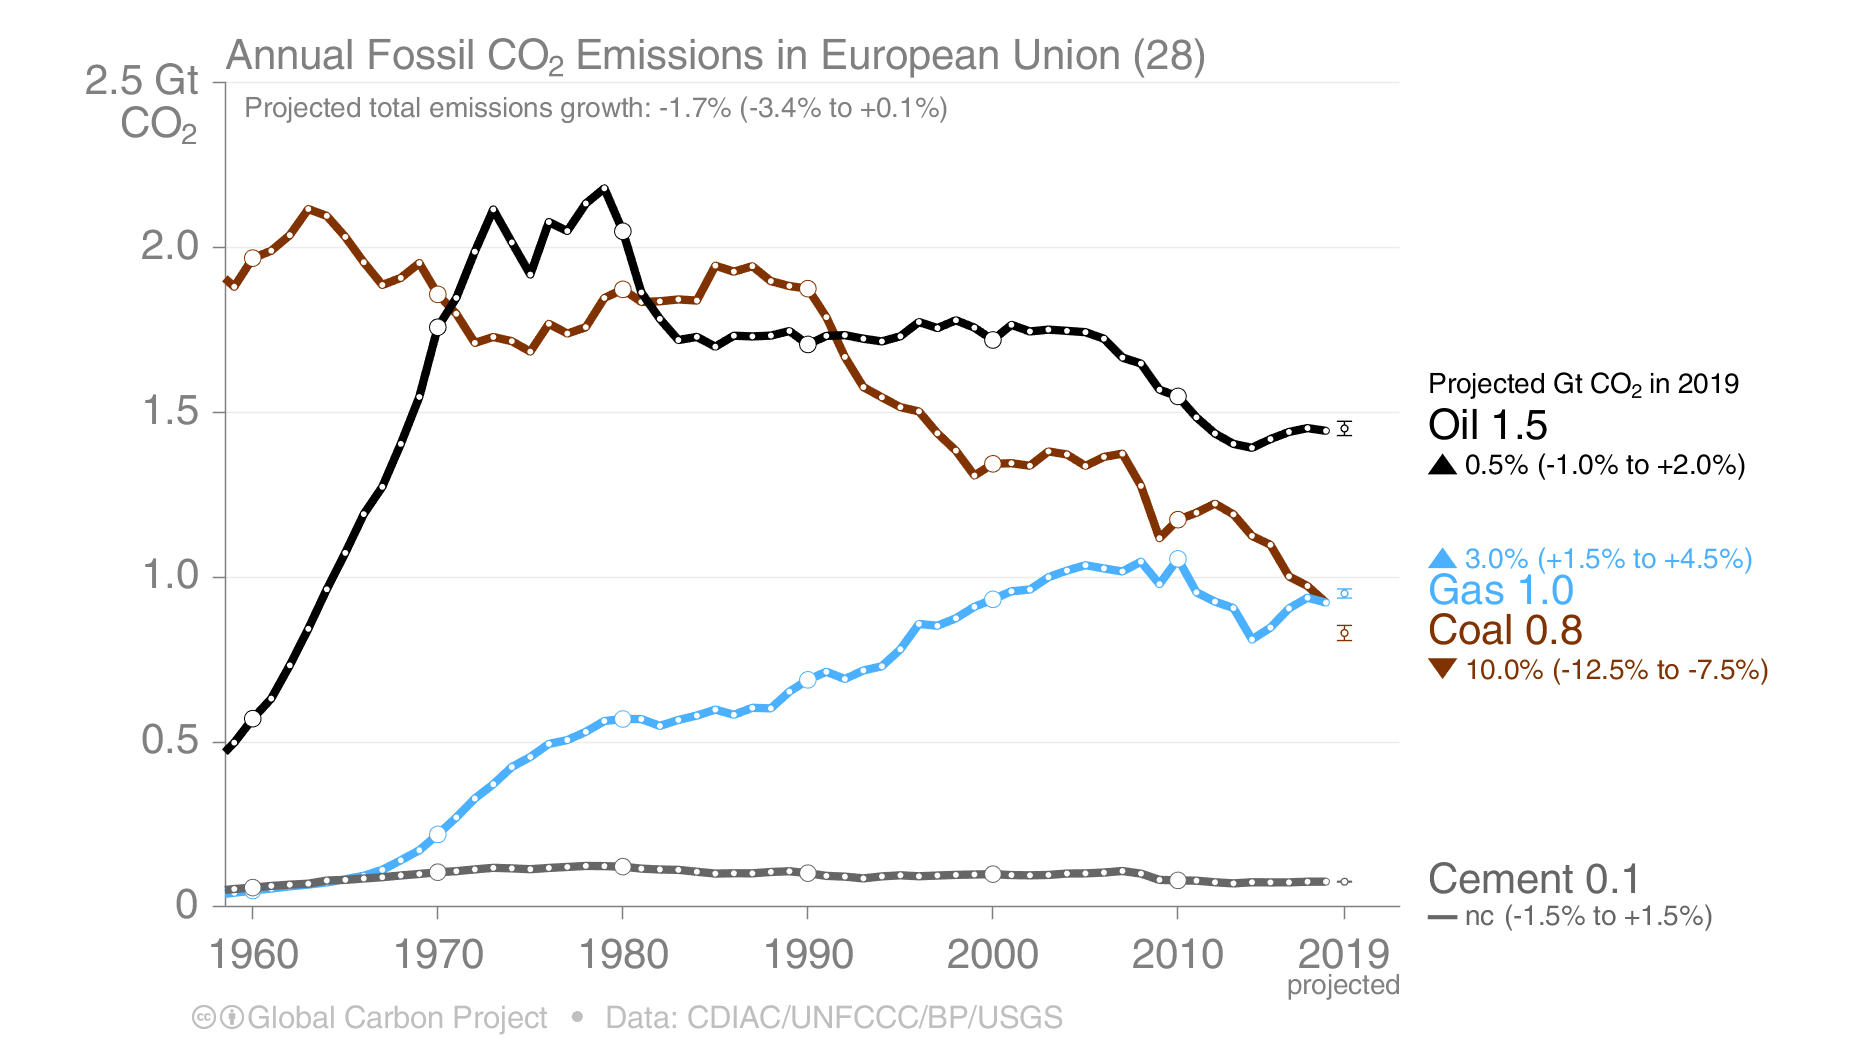 Annual Fossil CO₂ Emissions in European Union (28)
2.5 Gt
CO₂
Projected total emissions growth: -1.7% (-3.4% to +0.1%)
2.0
1.5
1.0
0.5
0
Projected Gt CO₂ in 2019
Oil 1.5
▲ 0.5% (-1.0% to +2.0%)
▲ 3.0% (+1.5% to +4.5%)
Gas 1.0
Coal 0.8
▼ 10.0% (-12.5% to -7.5%)
Cement 0.1
nc (-1.5% to +1.5%)
1960 1970 1980 1990 2000 2010 2019
projected
cc Global Carbon Project • Data: CDIAC/UNFCCC/BP/USGS